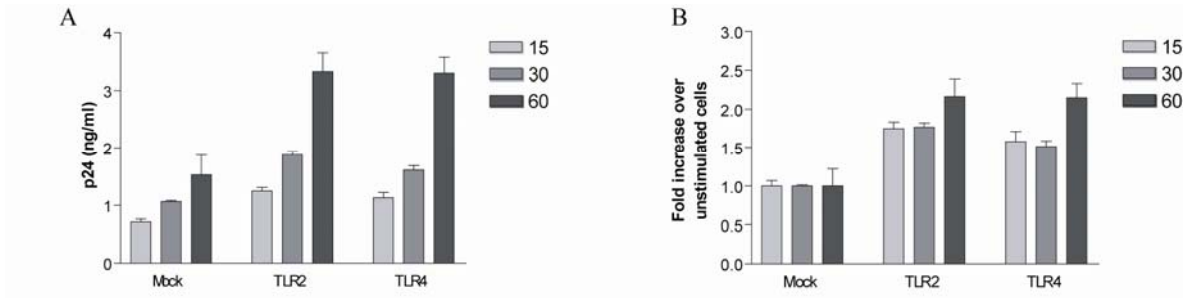 A
p24 (ng/ml)
4
3
2
1
0
Mock
TLR2
TLR4
15
30
60
B
Fold increase over
unstimulated cells
3.0
2.5
2.0
1.5
1.0
0.5
0.0
Mock
TLR2
TLR4
15
30
60